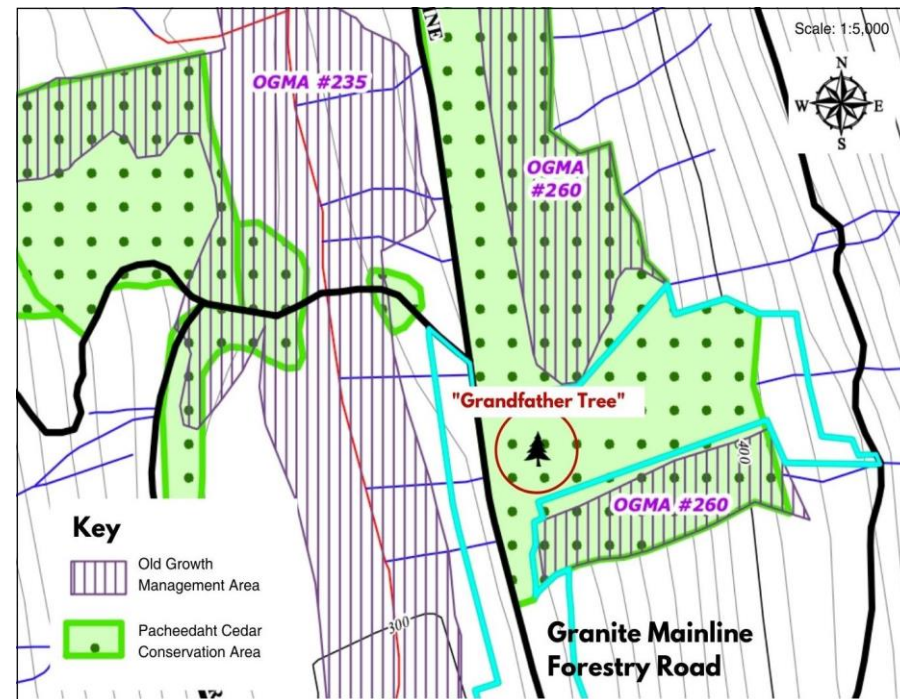 INE
Scale: 1:5,000
N
W E
S
OGMA #235
OGMA
#260
"Grandfather Tree"
400
OGMA #260
Key
Old Growth
Management Area
Pacheedaht Cedar
Conservation Area
300
Granite Mainline
Forestry Road